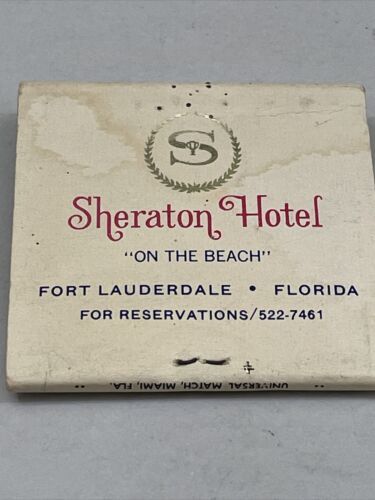 S
Sheraton Hotel
"ON THE BEACH"
FORT LAUDERDALE • FLORIDA
FOR RESERVATIONS/522-7461
UNIVERSAL MATCH, MIAMI, FLA.